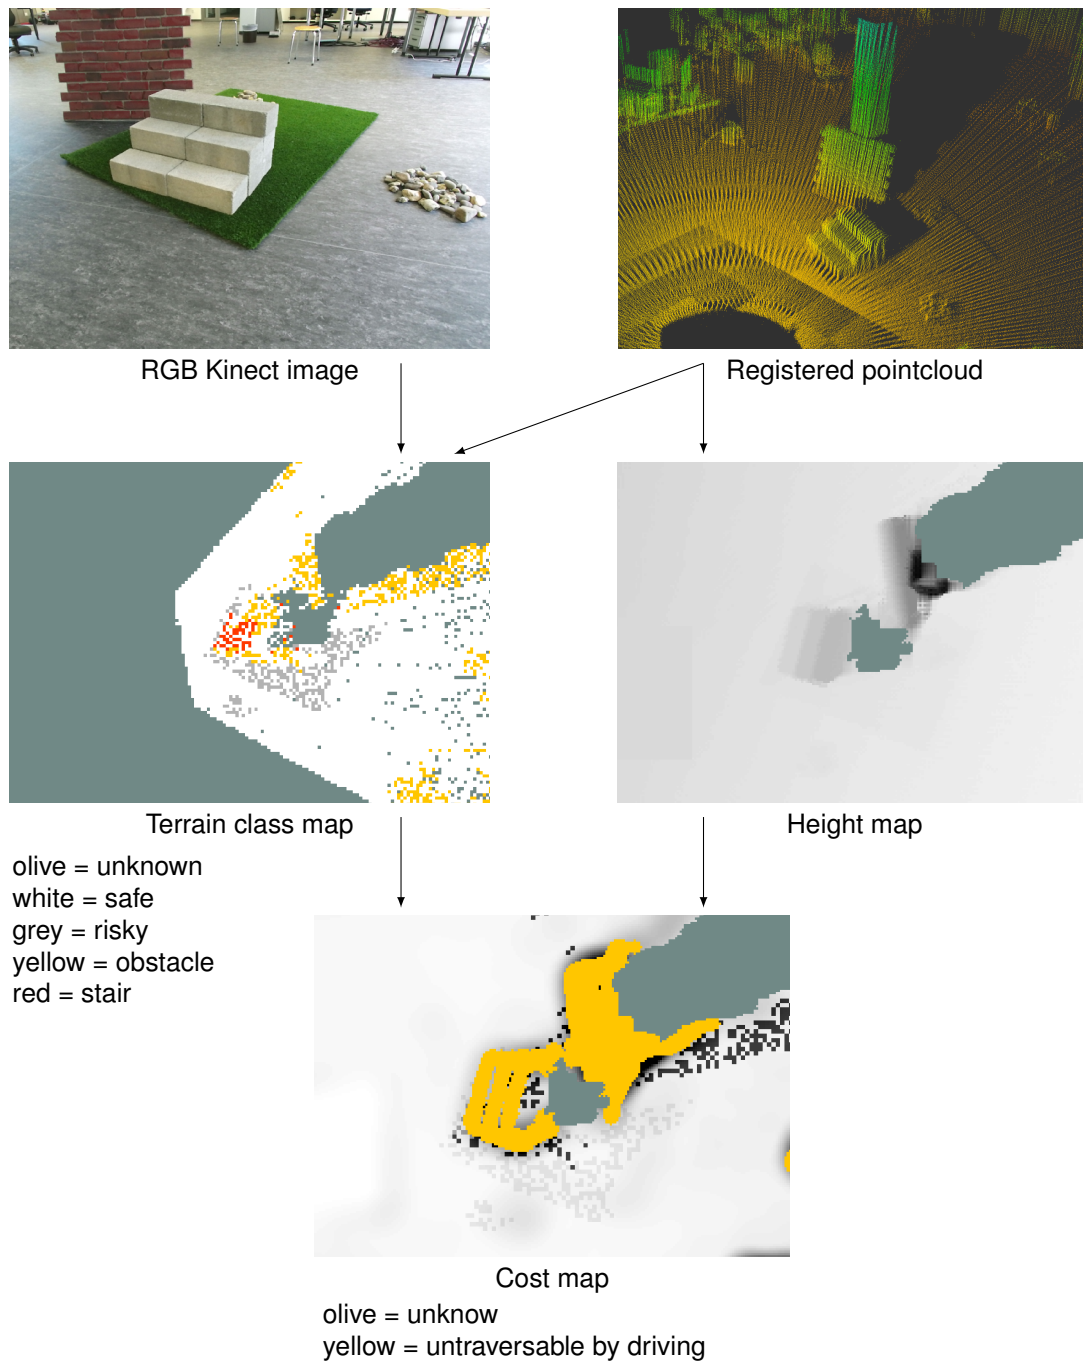 RGB Kinect image
Registered pointcloud
Terrain class map
Height map
olive = unknown
white = safe
grey = risky
yellow = obstacle
red = stair
Cost map
olive = unknow
yellow = untraversable by driving